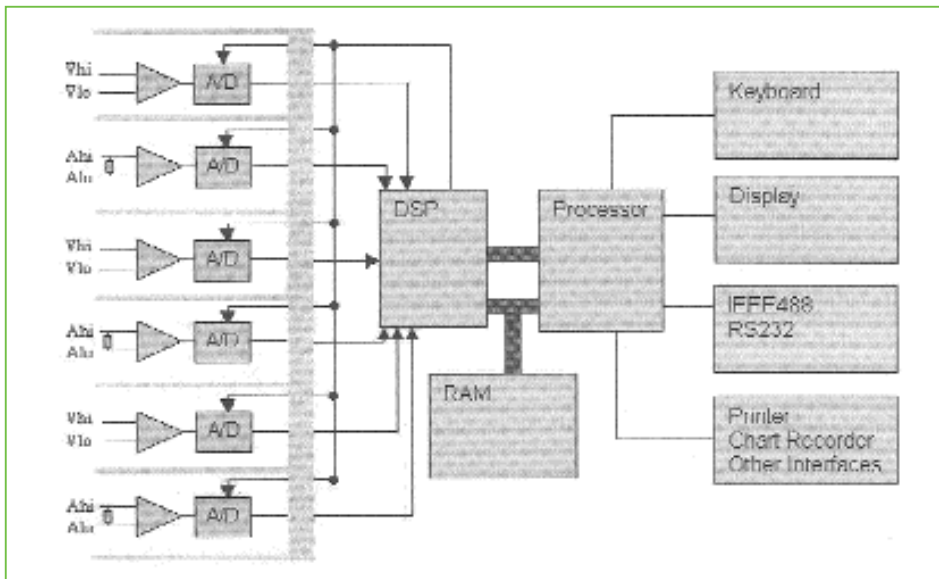 Vhi
Vlo
A/D
Ahi
Alo
A/D
Vhi
Vlo
A/D
Ahi
Alo
A/D
Vhi
Vlo
A/D
Ahi
Alo
A/D
DSP
Processor
RAM
Keyboard
Display
IEEE488
RS232
Printer
Chart Recorder
Other Interfaces